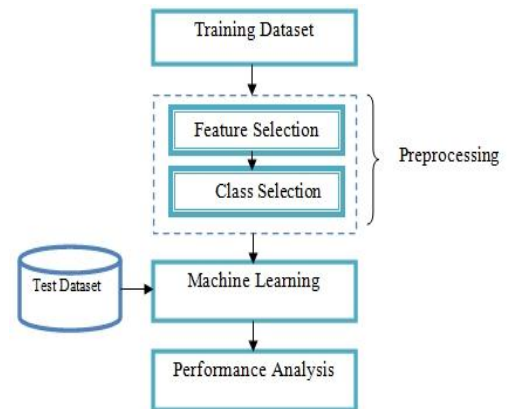 Training Dataset
Feature Selection
Class Selection
Preprocessing
Test Dataset
Machine Learning
Performance Analysis